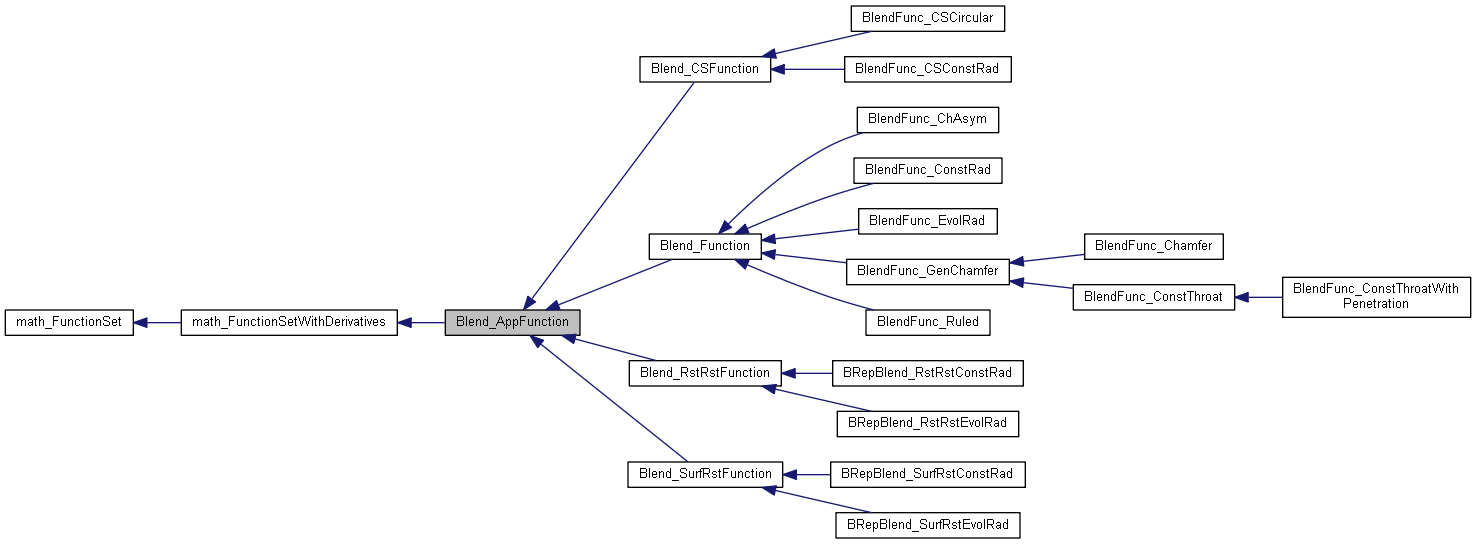 BlendFunc_CSCircular
Blend_CSFunction
BlendFunc_CSConstRad
BlendFunc_ChAsym
BlendFunc_ConstRad
BlendFunc_EvolRad
Blend_Function
BlendFunc_Chamfer
BlendFunc_GenChamfer
BlendFunc_ConstThroat
BlendFunc_ConstThroatWith
Penetration
math_FunctionSet
math_FunctionSetWithDerivatives
Blend_AppFunction
BlendFunc_Ruled
Blend_RstRstFunction
BRepBlend_RstRstConstRad
BRepBlend_RstRstEvolRad
Blend_SurfRstFunction
BRepBlend_SurfRstConstRad
BRepBlend_SurfRstEvolRad